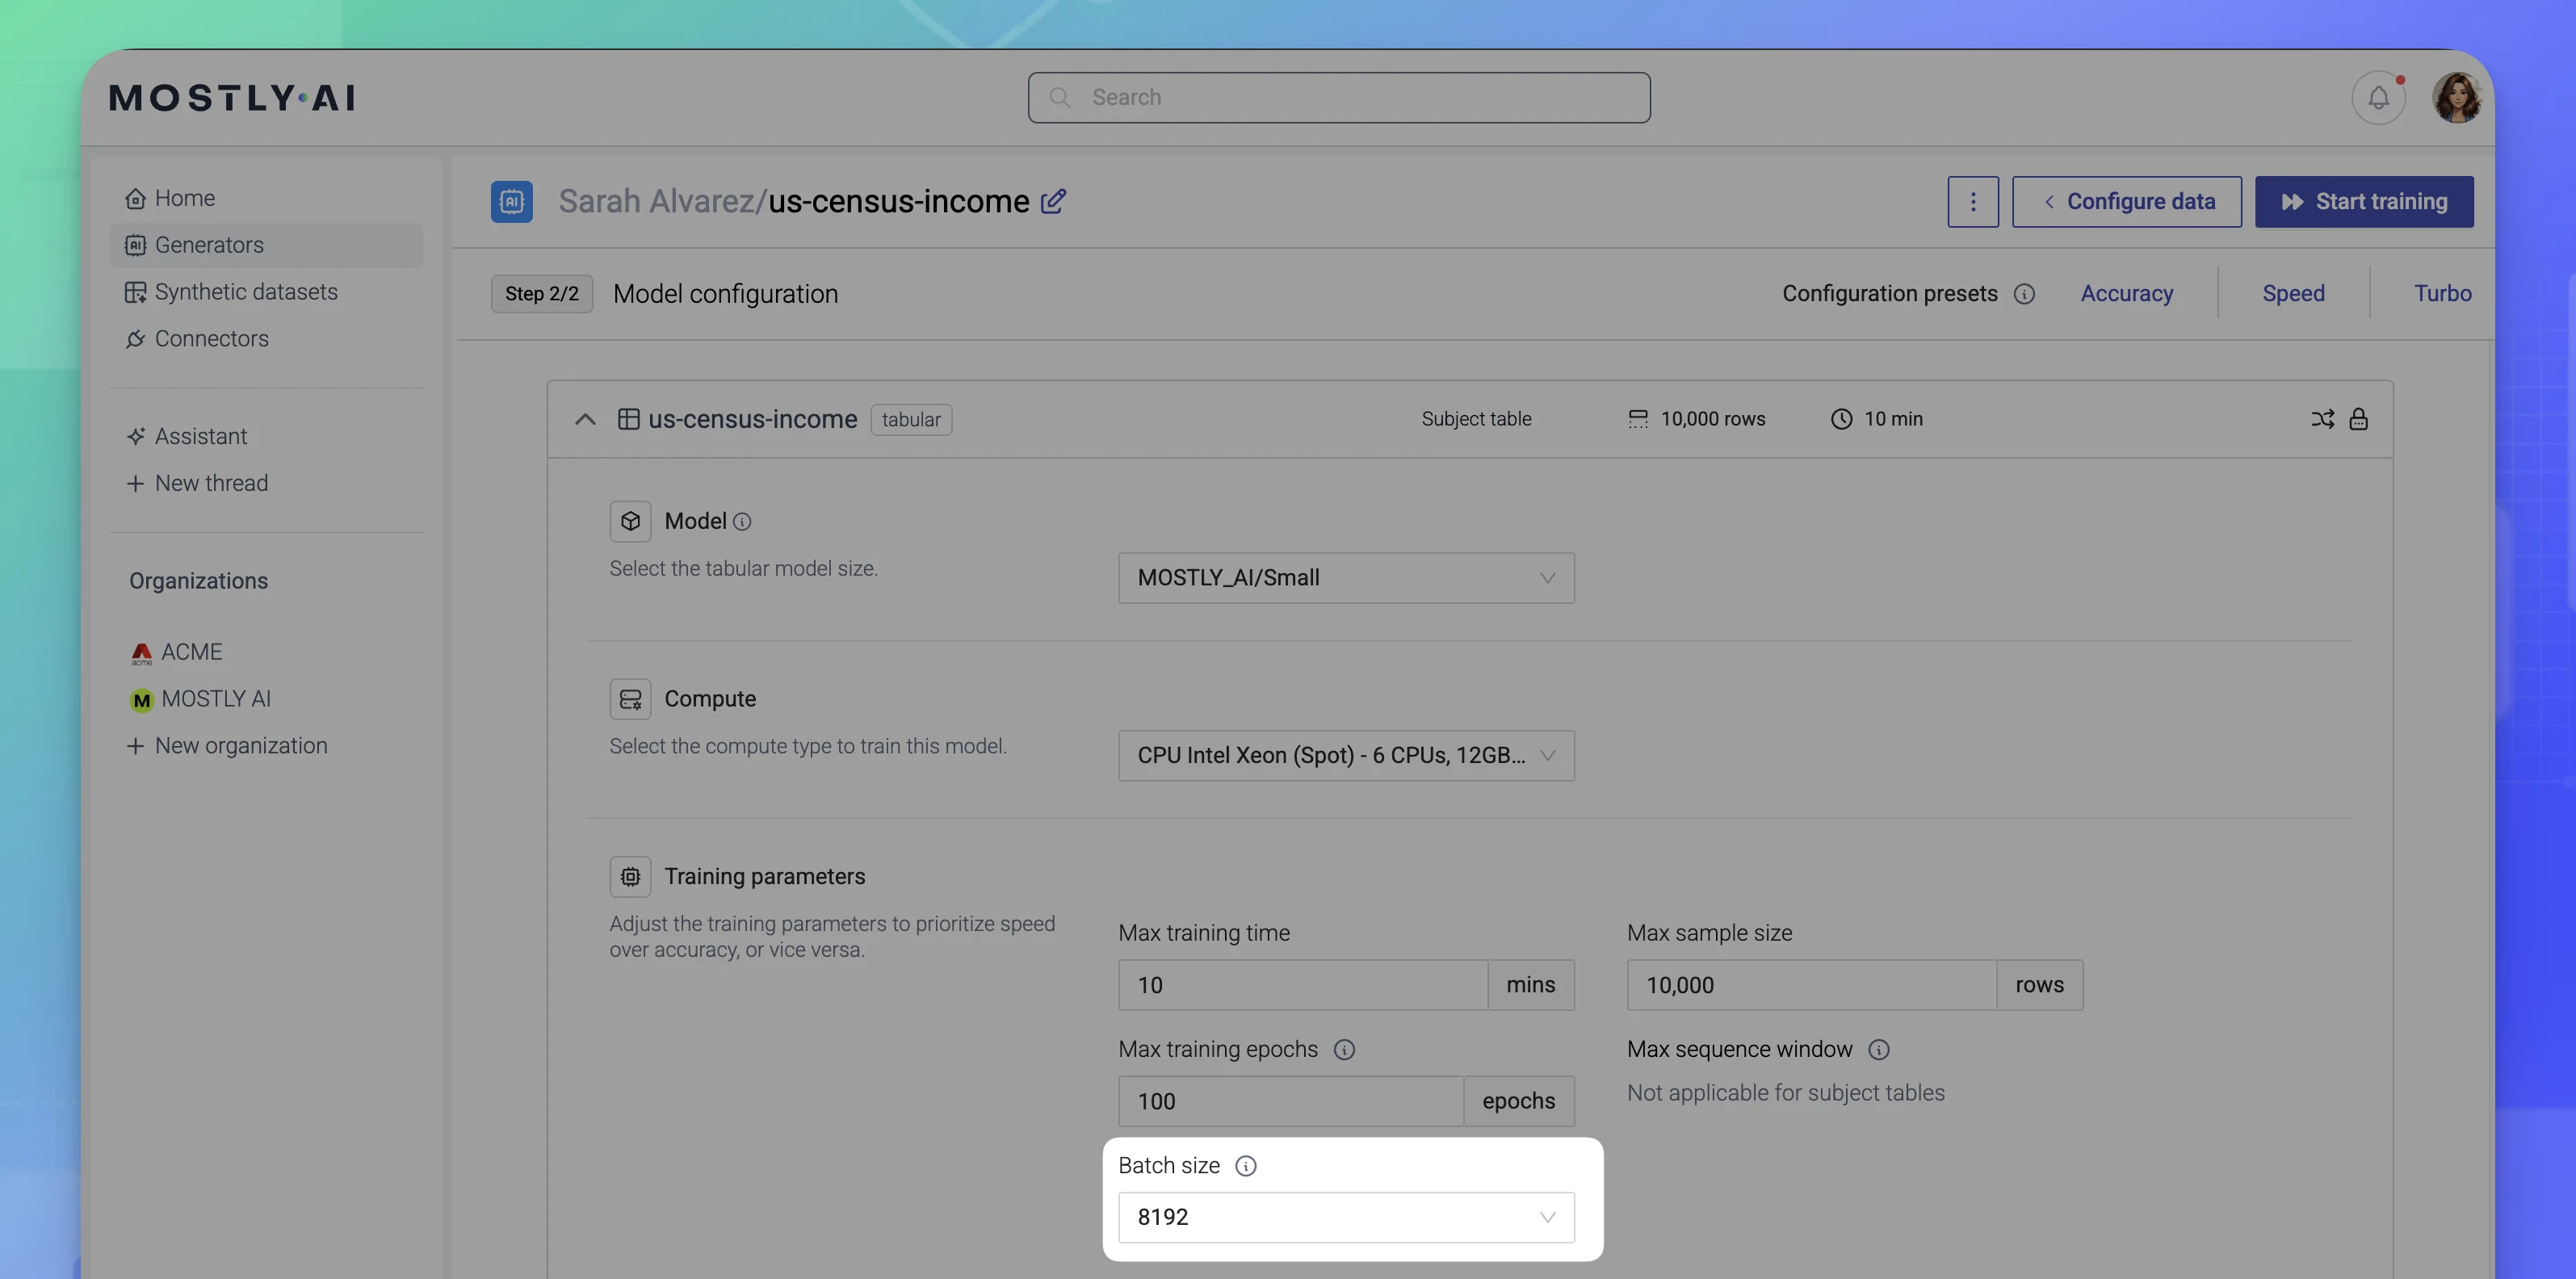 MOSTLY AI
Search
Home
Generators
Synthetic datasets
Connectors
Assistant
New thread
Organizations
acme ACME
M MOSTLY AI
New organization
AI Sarah Alvarez/us-census-income
Configure data
Start training
Step 2/2 Model configuration
Configuration presets
Accuracy
Speed
Turbo
us-census-income tabular
Subject table
10,000 rows
10 min
Model
Select the tabular model size.
MOSTLY_AI/Small
Compute
Select the compute type to train this model.
CPU Intel Xeon (Spot) - 6 CPUs, 12GB...
Training parameters
Adjust the training parameters to prioritize speed
over accuracy, or vice versa.
Max training time
10 mins
Max sample size
10,000 rows
Max training epochs
100 epochs
Max sequence window
Not applicable for subject tables
Batch size
8192